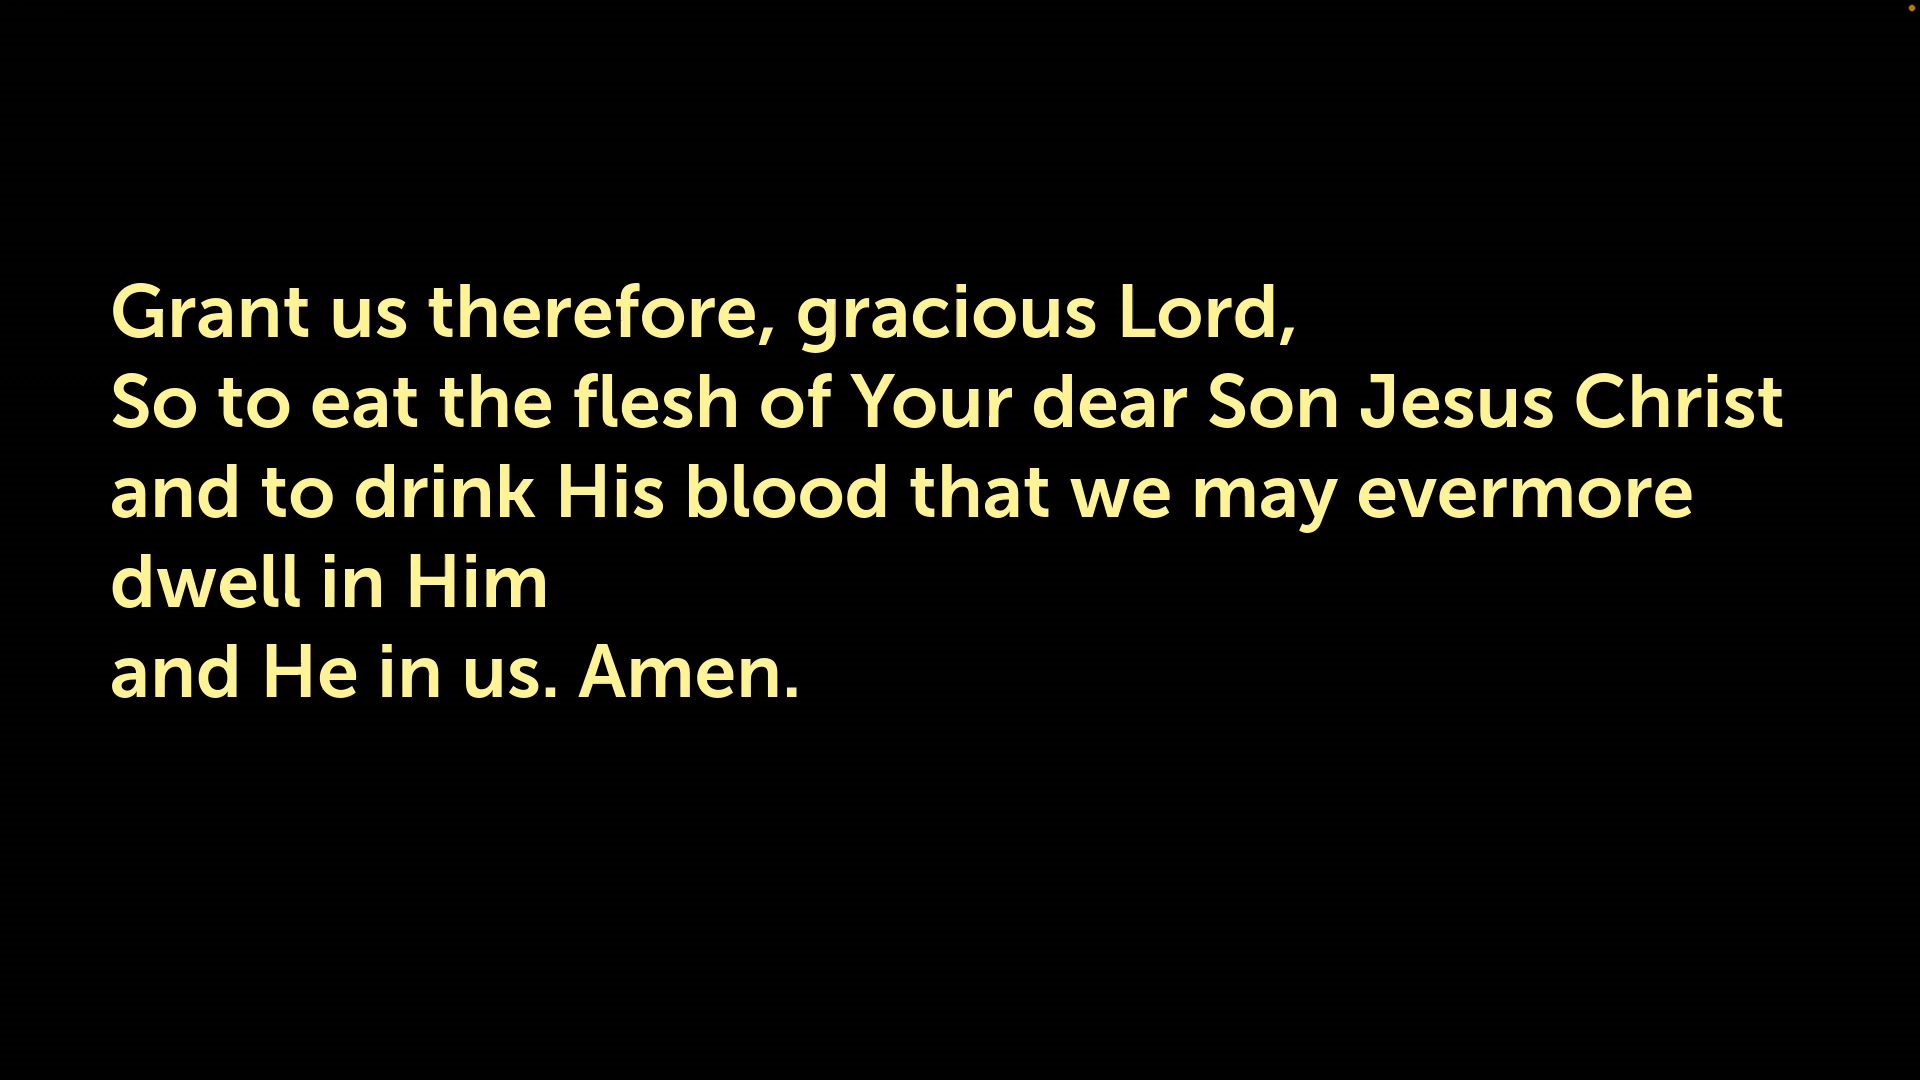 Grant us therefore, gracious Lord,
So to eat the flesh of Your dear Son Jesus Christ
and to drink His blood that we may evermore
dwell in Him
and He in us. Amen.